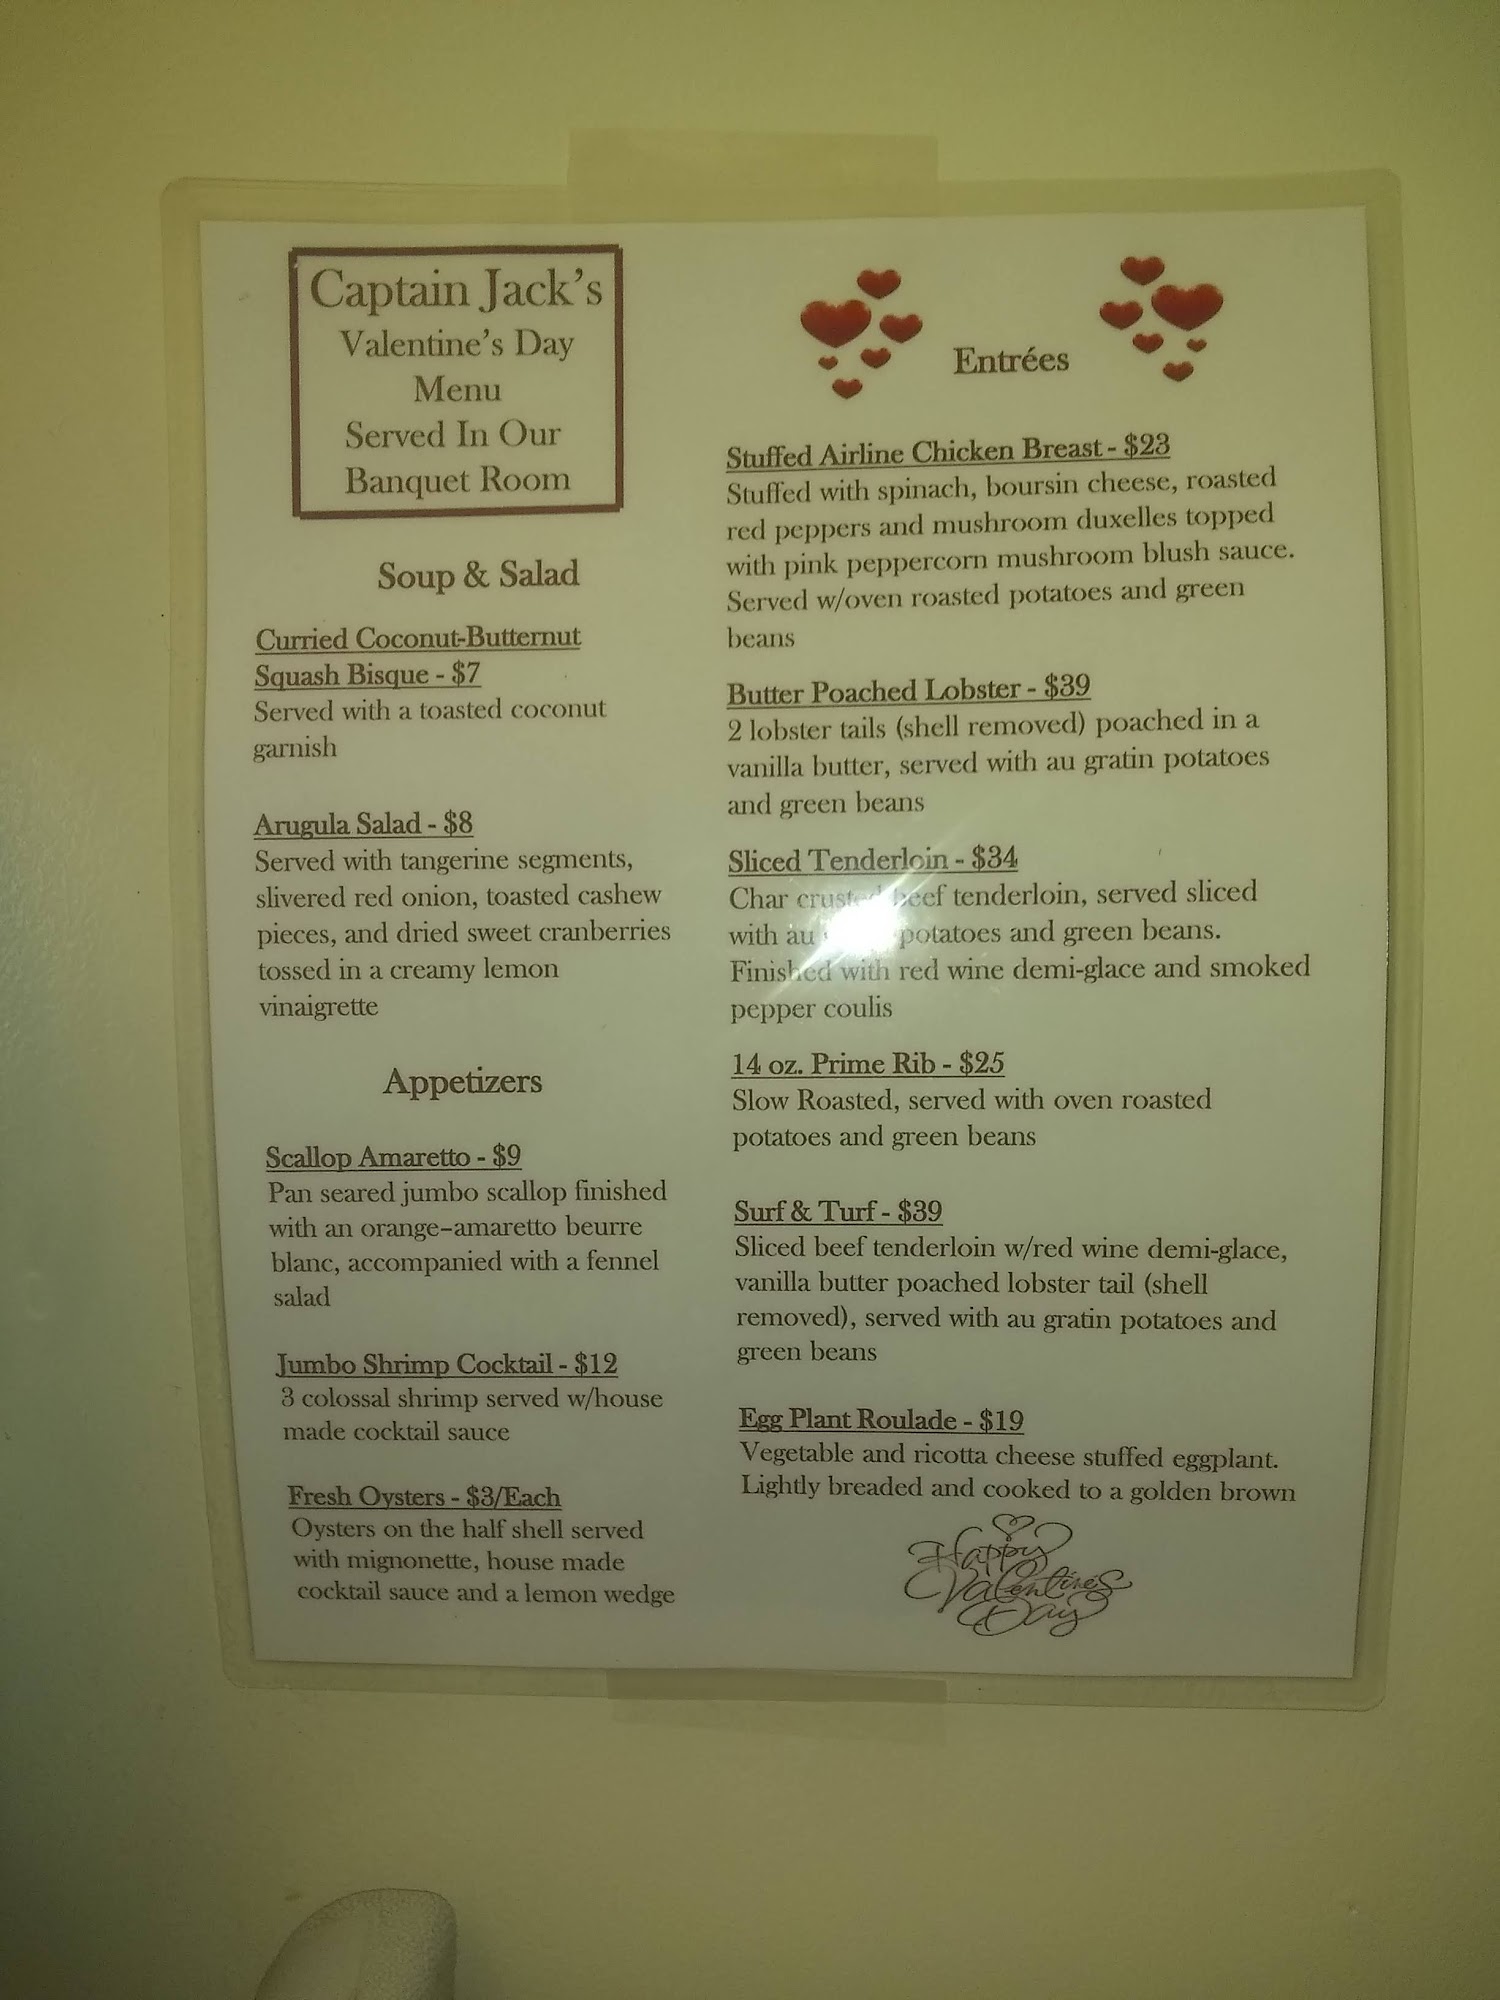 Captain Jack's
Valentine's Day
Menu
Served In Our
Banquet Room
Soup & Salad
Curried Coconut-Butternut
Squash Bisque - $7
Served with a toasted coconut
garnish
Arugula Salad - $8
Served with tangerine segments,
slivered red onion, toasted cashew
pieces, and dried sweet cranberries
tossed in a creamy lemon
vinaigrette
Appetizers
Scallop Amaretto - $9
Pan seared jumbo scallop finished
with an orange-amaretto beurre
blanc, accompanied with a fennel
salad
Jumbo Shrimp Cocktail - $12
3 colossal shrimp served w/house
made cocktail sauce
Fresh Oysters - $3/Each
Oysters on the half shell served
with mignonette, house made
cocktail sauce and a lemon wedge
Entrées
Stuffed Airline Chicken Breast - $23
Stuffed with spinach, boursin cheese, roasted
red peppers and mushroom duxelles topped
with pink peppercorn mushroom blush sauce.
Served w/oven roasted potatoes and green
beans
Butter Poached Lobster - $39
2 lobster tails (shell removed) poached in a
vanilla butter, served with au gratin potatoes
and green beans
Sliced Tenderloin - $34
Char crusted beef tenderloin, served sliced
with au potatoes and green beans.
Finished with red wine demi-glace and smoked
pepper coulis
14 oz. Prime Rib - $25
Slow Roasted, served with oven roasted
potatoes and green beans
Surf & Turf - $39
Sliced beef tenderloin w/red wine demi-glace,
vanilla butter poached lobster tail (shell
removed), served with au gratin potatoes and
green beans
Egg Plant Roulade - $19
Vegetable and ricotta cheese stuffed eggplant.
Lightly breaded and cooked to a golden brown
Happy
Valentine's
Day